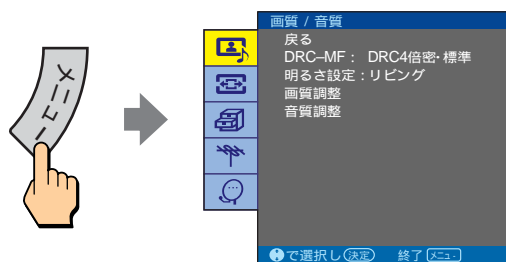 メニュー
画質 / 音質
戻る
DRC–MF： DRC4倍密・標準
明るさ設定：リビング
画質調整
音質調整
で選択し 決定 終了 メニュー